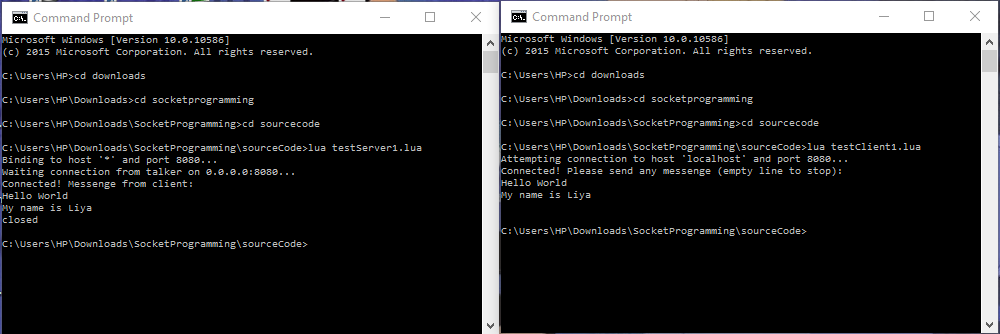 Command Prompt
Microsoft Windows [Version 10.0.10586]
(c) 2015 Microsoft Corporation. All rights reserved.
C:\Users\HP>cd downloads
C:\Users\HP\Downloads>cd socketprogramming
C:\Users\HP\Downloads\SocketProgramming>cd sourcecode
C:\Users\HP\Downloads\SocketProgramming\sourceCode>lua testServer1.lua
Binding to host '*' and port 8080...
Waiting connection from talker on 0.0.0.0:8080...
Connected! Messenge from client:
Hello World
My name is Liya
closed
C:\Users\HP\Downloads\SocketProgramming\sourceCode>
Command Prompt
Microsoft Windows [Version 10.0.10586]
(c) 2015 Microsoft Corporation. All rights reserved.
C:\Users\HP>cd downloads
C:\Users\HP\Downloads>cd socketprogramming
C:\Users\HP\Downloads\SocketProgramming>cd sourcecode
C:\Users\HP\Downloads\SocketProgramming\sourceCode>lua testClient1.lua
Attempting connection to host 'localhost' and port 8080...
Connected! Please send any messenge (empty line to stop):
Hello World
My name is Liya
C:\Users\HP\Downloads\SocketProgramming\sourceCode>